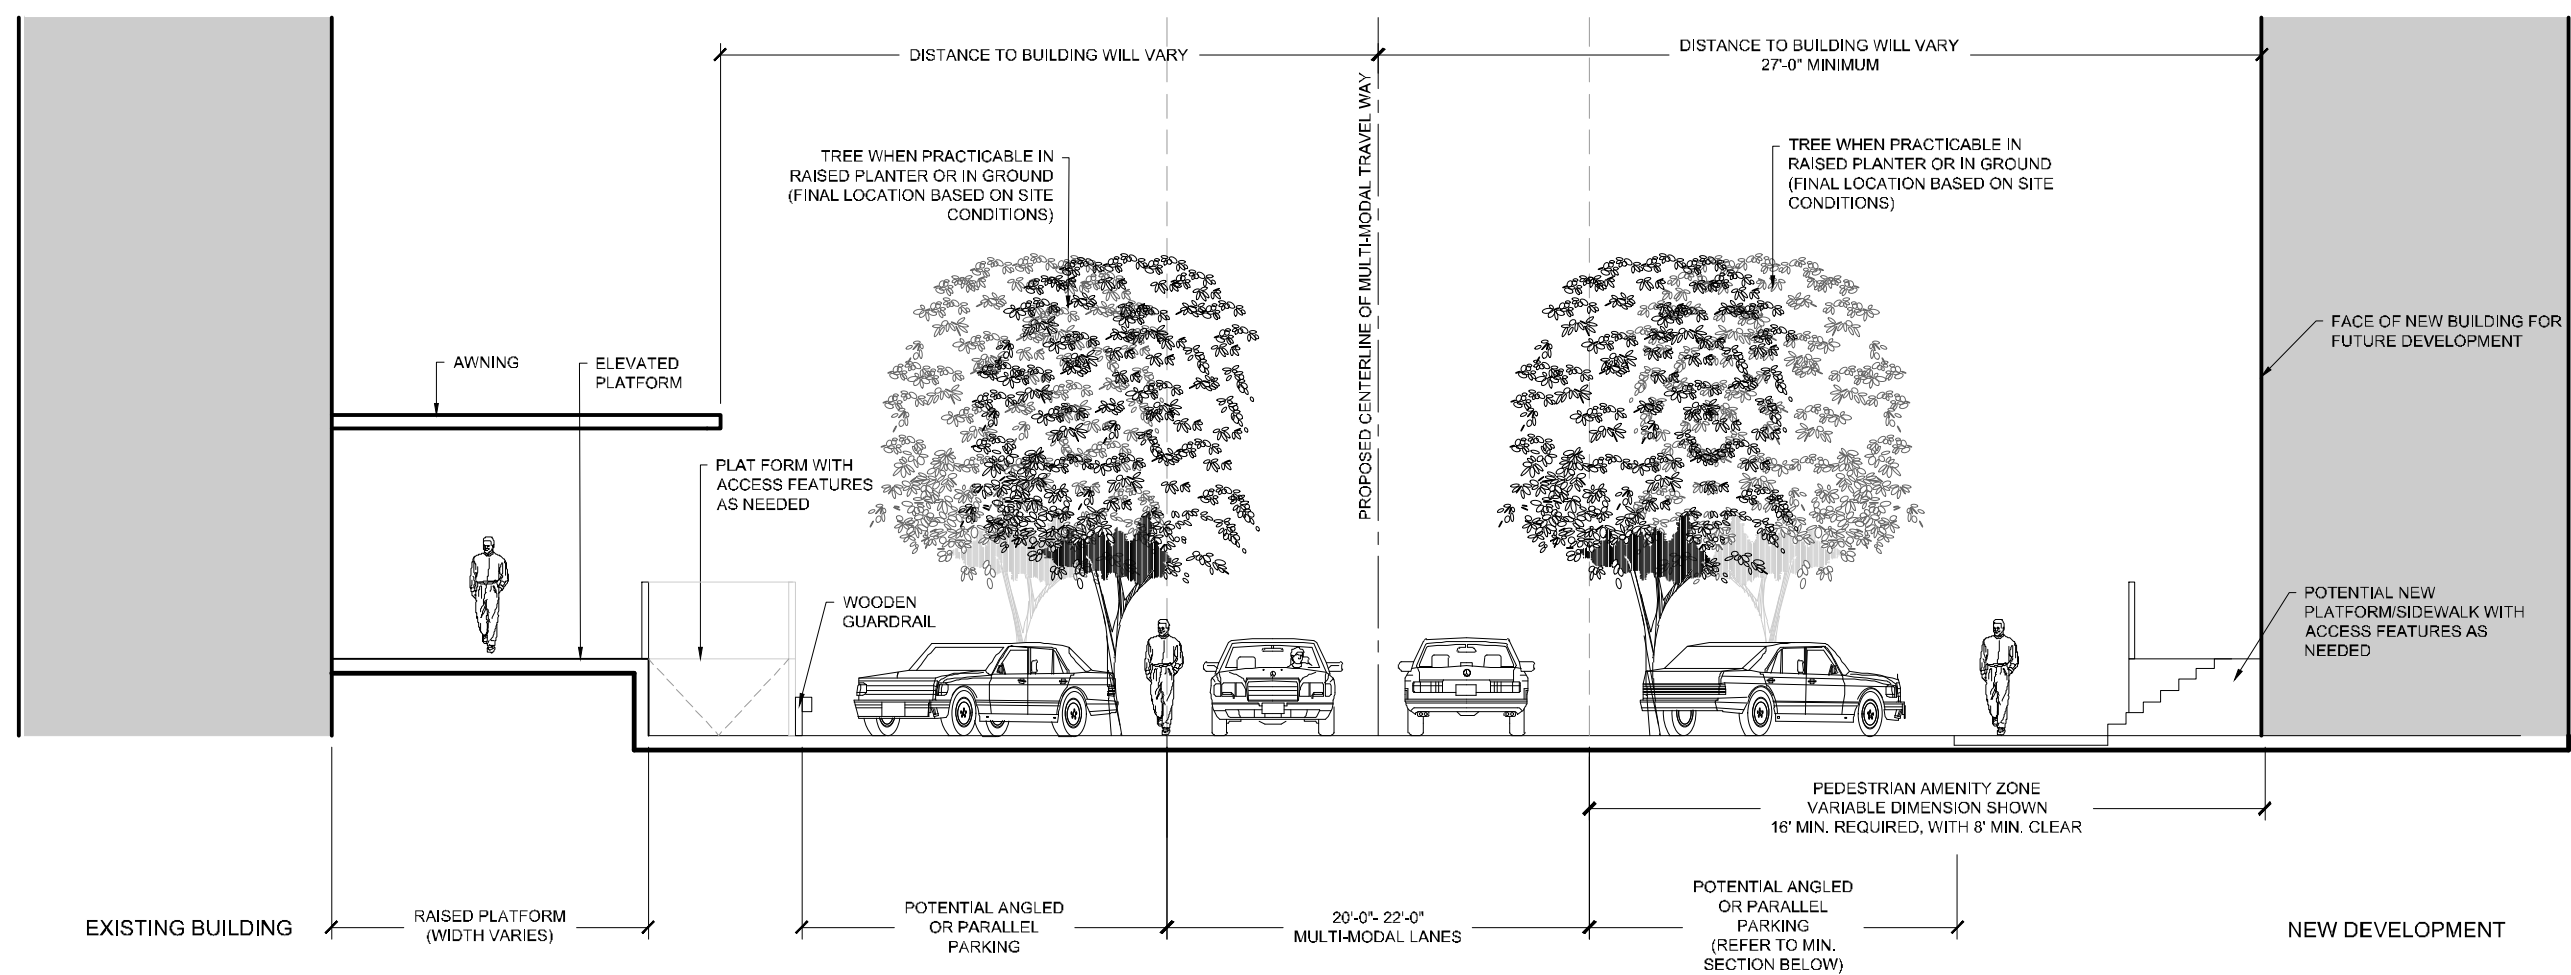 DISTANCE TO BUILDING WILL VARY
DISTANCE TO BUILDING WILL VARY
27'-0" MINIMUM
PROPOSED CENTERLINE OF MULTI-MODAL TRAVEL WAY
TREE WHEN PRACTICABLE IN
RAISED PLANTER OR IN GROUND
(FINAL LOCATION BASED ON SITE
CONDITIONS)
TREE WHEN PRACTICABLE IN
RAISED PLANTER OR IN GROUND
(FINAL LOCATION BASED ON SITE
CONDITIONS)
FACE OF NEW BUILDING FOR
FUTURE DEVELOPMENT
AWNING
ELEVATED
PLATFORM
PLAT FORM WITH
ACCESS FEATURES
AS NEEDED
WOODEN
GUARDRAIL
POTENTIAL NEW
PLATFORM/SIDEWALK WITH
ACCESS FEATURES AS
NEEDED
PEDESTRIAN AMENITY ZONE
VARIABLE DIMENSION SHOWN
16' MIN. REQUIRED, WITH 8' MIN. CLEAR
EXISTING BUILDING
RAISED PLATFORM
(WIDTH VARIES)
POTENTIAL ANGLED
OR PARALLEL
PARKING
20'-0"- 22'-0"
MULTI-MODAL LANES
POTENTIAL ANGLED
OR PARALLEL
PARKING
(REFER TO MIN.
SECTION BELOW)
NEW DEVELOPMENT